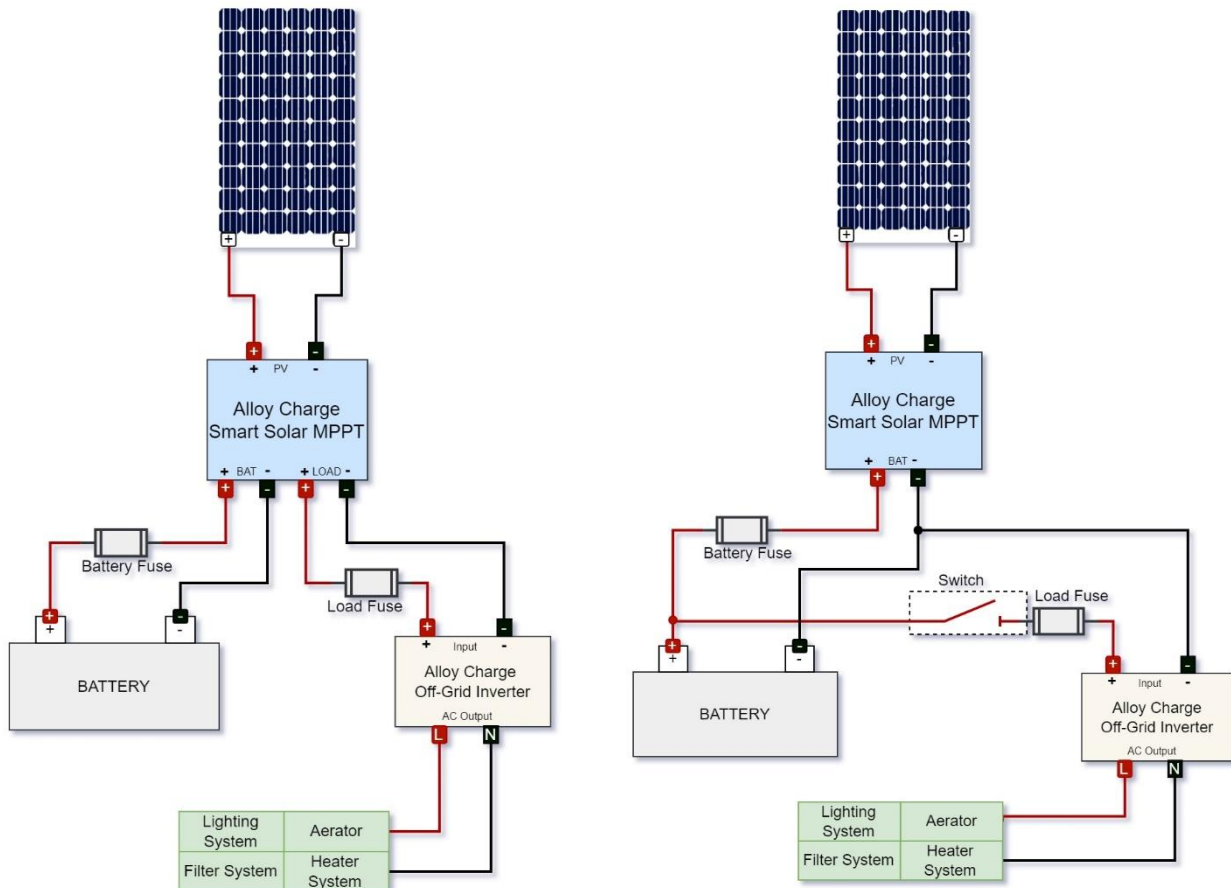 + -
+ -
+ PV -
Alloy Charge
Smart Solar MPPT
+ BAT - + LOAD -
+ - + -
Battery Fuse
Load Fuse
+ -
+ -
BATTERY
+ -
+ Input -
Alloy Charge
Off-Grid Inverter
AC Output
L N
Lighting
System
Aerator
Filter System
Heater
System
+ -
+ -
+ PV -
Alloy Charge
Smart Solar MPPT
+ BAT -
+ -
Battery Fuse
Switch
Load Fuse
+ -
+ -
BATTERY
+ -
+ Input -
Alloy Charge
Off-Grid Inverter
AC Output
L N
Lighting
System
Aerator
Filter System
Heater
System